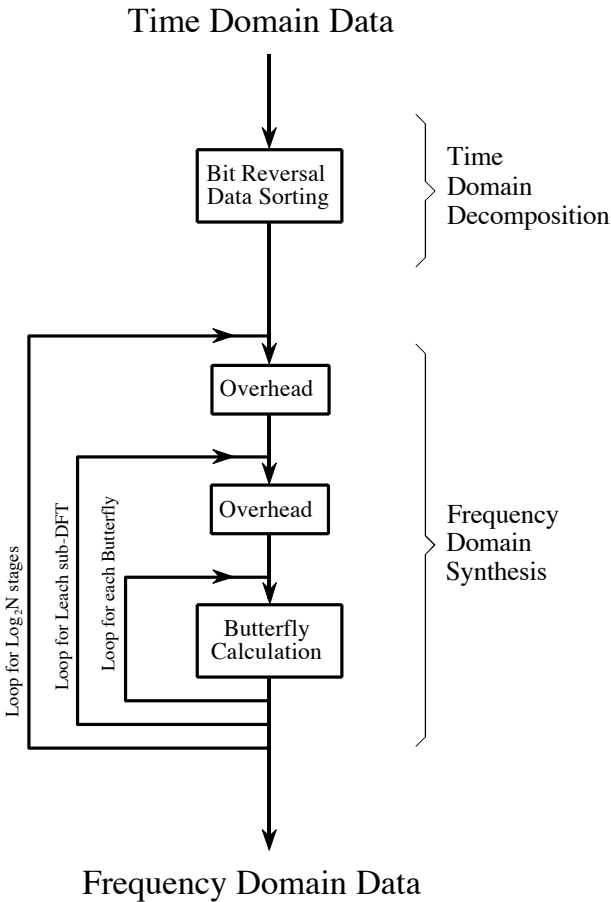 Time Domain Data
Bit Reversal
Data Sorting
Time
Domain
Decomposition
Overhead
Overhead
Butterfly
Calculation
Loop for Log₂N stages
Loop for Leach sub-DFT
Loop for each Butterfly
Frequency
Domain
Synthesis
Frequency Domain Data